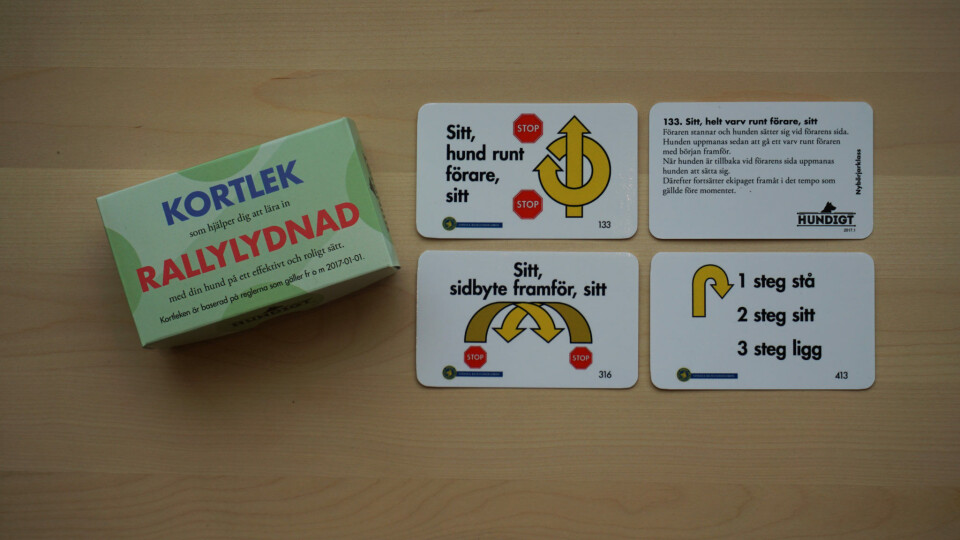 KORTLEK
som hjälper dig att lära in
RALLYLYDNAD
med din hund på ett effektivt och roligt sätt.
Kortleken är baserad på reglerna som gäller fr o m 2017-01-01.
HUNDIGT
Sitt,
hund runt
förare,
sitt
STOP
STOP
133
133. Sitt, helt varv runt förare, sitt
Föraren stannar och hunden sätter sig vid förarens sida.
Hunden uppmanas sedan att gå ett varv runt föraren
med början framför.
När hunden är tillbaka vid förarens sida uppmanas
hunden att sätta sig.
Därefter fortsätter ekipaget framåt i det tempo som
gällde före momentet.
Nybörjarklass
HUNDIGT
Sitt,
sidbyte framför, sitt
STOP
STOP
316
1 steg stå
2 steg sitt
3 steg ligg
413